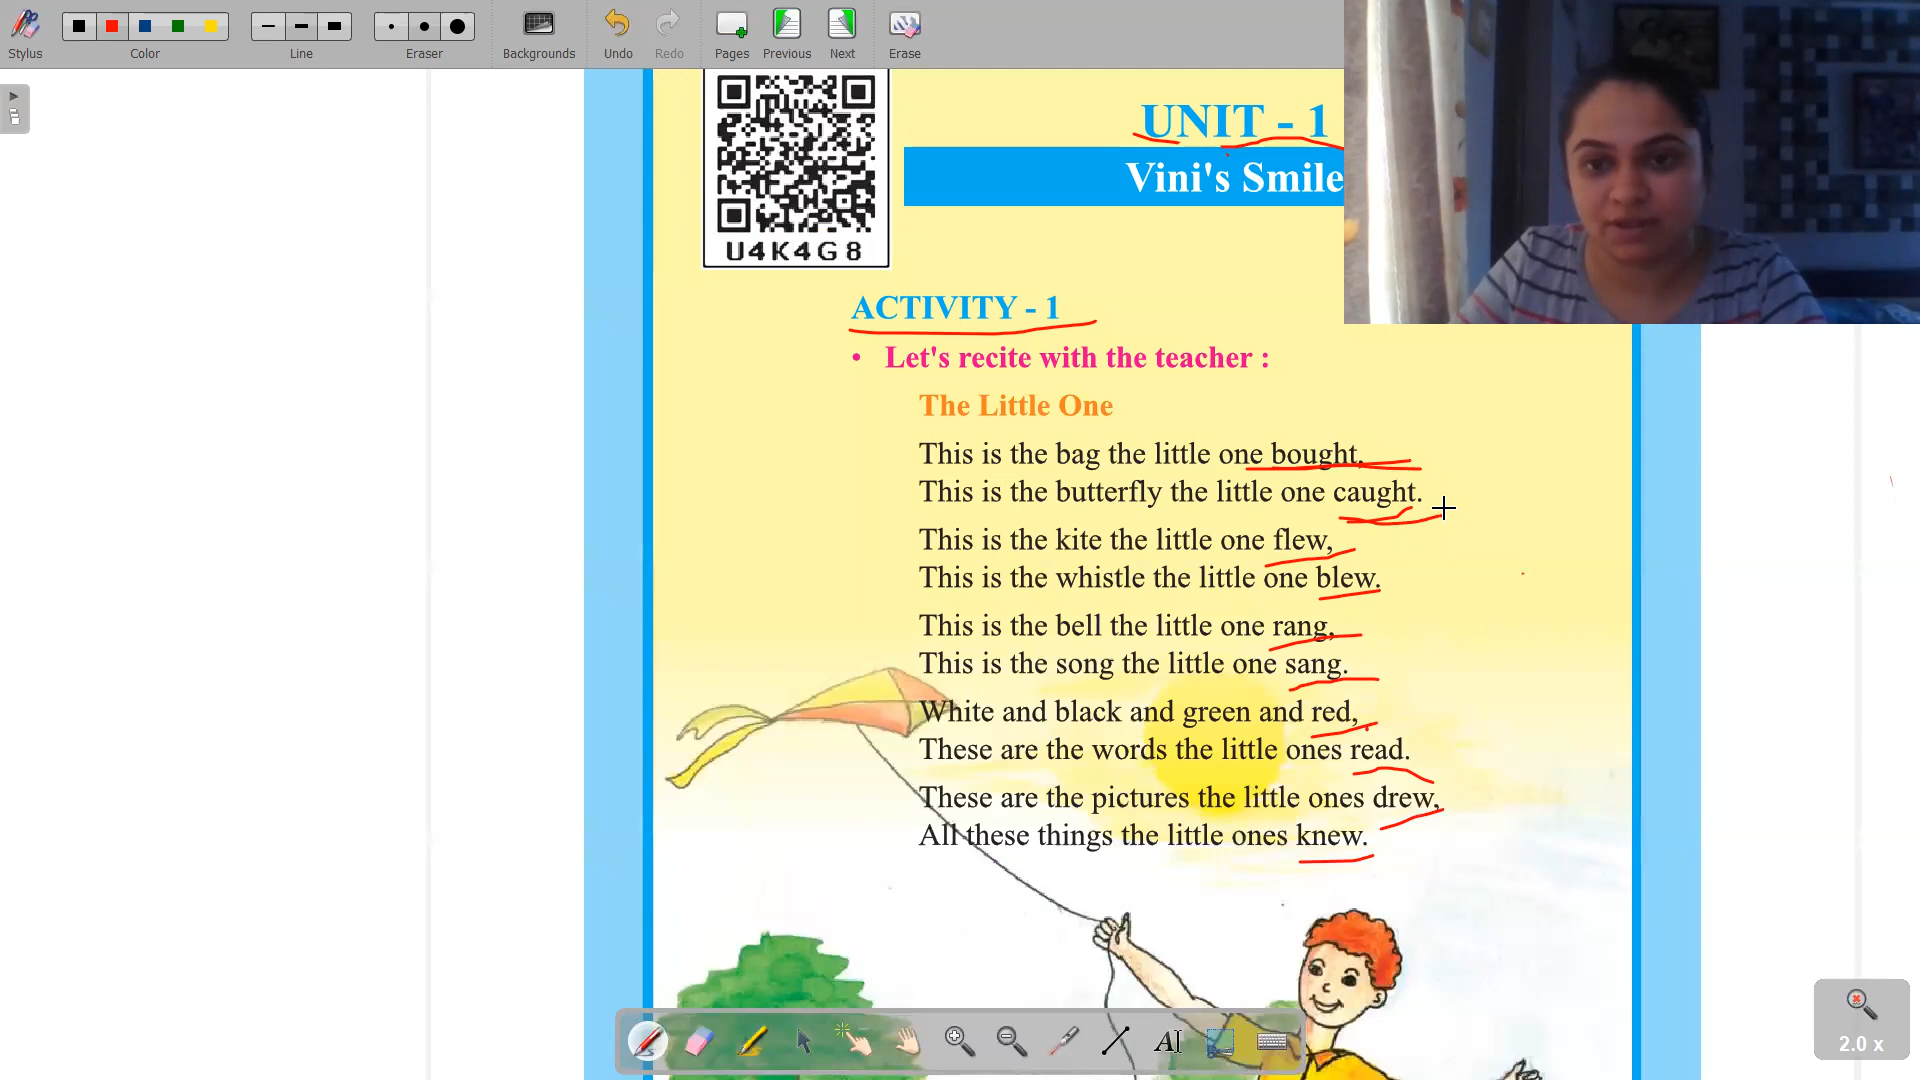 Stylus
Color
Line
Eraser
Backgrounds
Undo
Redo
Pages
Previous
Next
Erase
U4K4G8
UNIT - 1
Vini's Smile
ACTIVITY - 1
• Let's recite with the teacher :
The Little One
This is the bag the little one bought,
This is the butterfly the little one caught.
This is the kite the little one flew,
This is the whistle the little one blew.
This is the bell the little one rang,
This is the song the little one sang.
White and black and green and red,
These are the words the little ones read.
These are the pictures the little ones drew,
All these things the little ones knew.
2.0 x